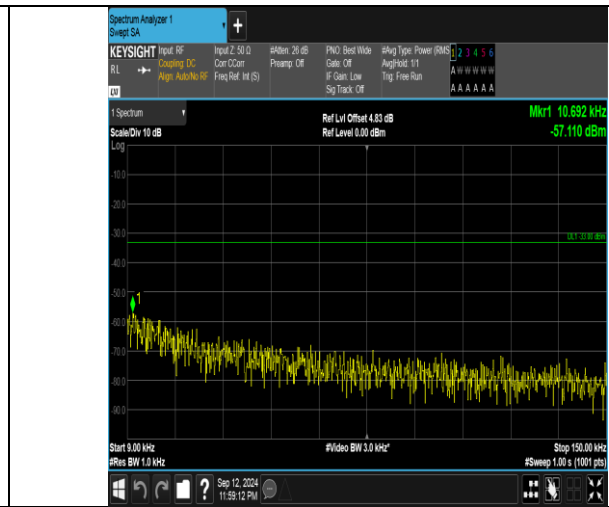 Spectrum Analyzer 1
Swept SA
+
KEYSIGHT
RL
Input: RF
Coupling: DC
Align: Auto/No RF
Input Z: 50 Ω
Corr CCorr
Freq Ref: Int (S)
#Atten: 26 dB
Preamp: Off
PNO: Best Wide
Gate: Off
IF Gain: Low
Sig Track: Off
#Avg Type: Power (RMS
Avg|Hold: 1/1
Trig: Free Run
1 2 3 4 5 6
A W W W W W
A A A A A A
LXI
1 Spectrum
Scale/Div 10 dB
Ref Lvl Offset 4.83 dB
Ref Level 0.00 dBm
Mkr1 10.692 kHz
-57.110 dBm
Log
-10.0
-20.0
-30.0
DL1 -33.00 dBm
-40.0
-50.0
1
-60.0
-70.0
-80.0
-90.0
Start 9.00 kHz
#Res BW 1.0 kHz
#Video BW 3.0 kHz*
Stop 150.00 kHz
#Sweep 1.00 s (1001 pts)
?
Sep 12, 2024
11:59:12 PM